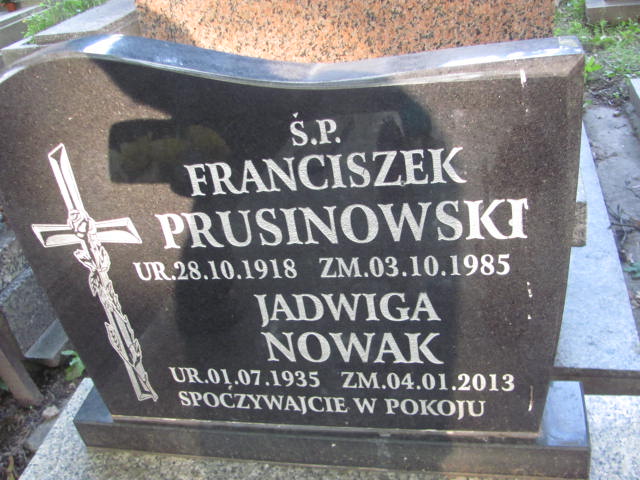 Ś.P.
FRANCISZEK
PRUSINOWSKI
UR.28.10.1918 ZM.03.10.1985
JADWIGA
NOWAK
UR.01.07.1935 ZM.04.01.2013
SPOCZYWAJCIE W POKOJU